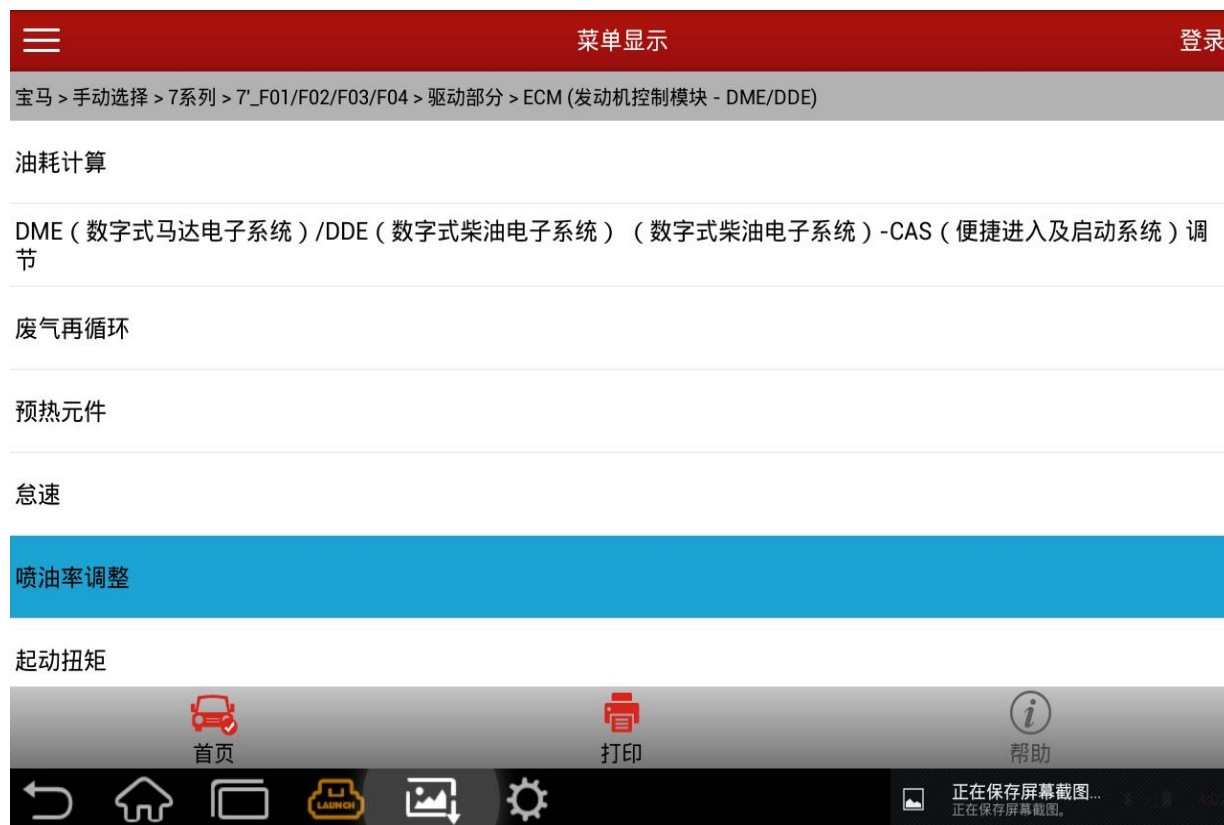 菜单显示
登录
宝马 > 手动选择 > 7系列 > 7'_F01/F02/F03/F04 > 驱动部分 > ECM (发动机控制模块 - DME/DDE)
油耗计算
DME（数字式马达电子系统）/DDE（数字式柴油电子系统）（数字式柴油电子系统）-CAS（便捷进入及启动系统）调
节
废气再循环
预热元件
怠速
喷油率调整
起动扭矩
首页
打印
帮助
LAUNCH
正在保存屏幕截图...
正在保存屏幕截图。